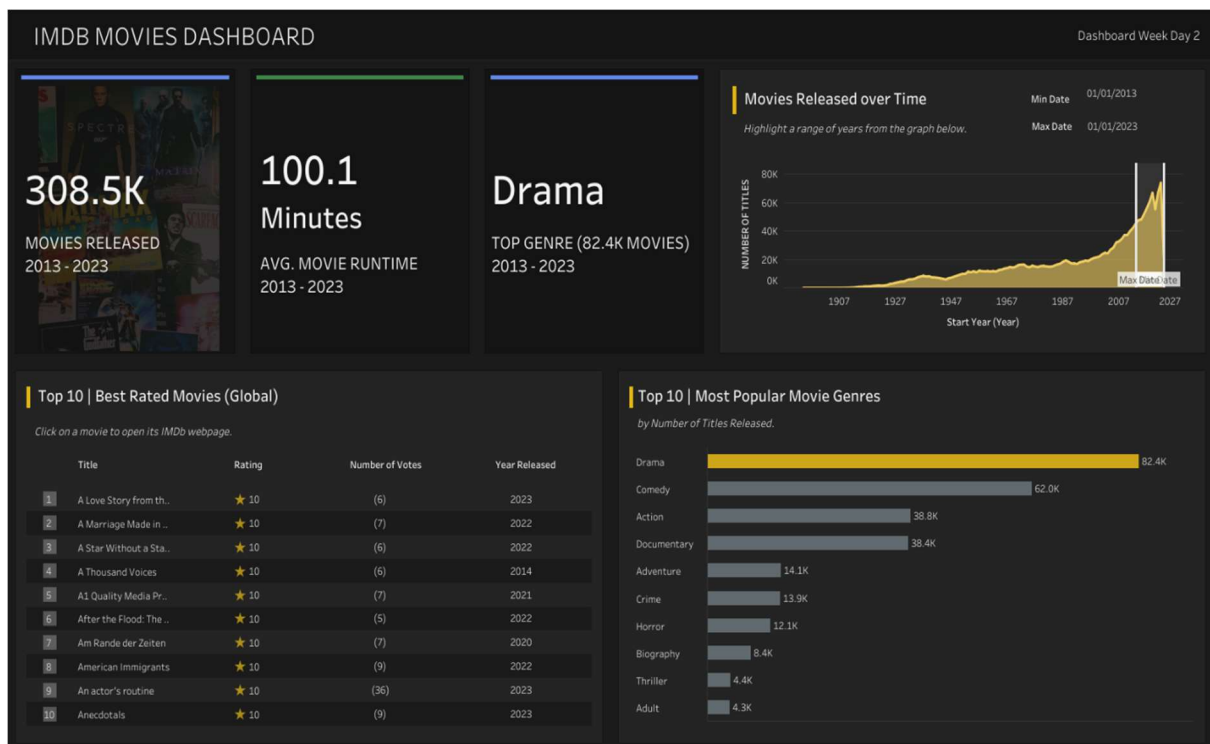 IMDB MOVIES DASHBOARD
Dashboard Week Day 2
308.5K
MOVIES RELEASED
2013 - 2023
100.1
Minutes
AVG. MOVIE RUNTIME
2013 - 2023
Drama
TOP GENRE (82.4K MOVIES)
2013 - 2023
Movies Released over Time
Highlight a range of years from the graph below.
Min Date 01/01/2013
Max Date 01/01/2023
NUMBER OF TITLES
80K
60K
40K
20K
0K
Max Date
1907 1927 1947 1967 1987 2007 2027
Start Year (Year)
Top 10 | Best Rated Movies (Global)
Click on a movie to open its IMDb webpage.
Title Rating Number of Votes Year Released
1 A Love Story from th.. ★ 10 (6) 2023
2 A Marriage Made in .. ★ 10 (7) 2022
3 A Star Without a Sta.. ★ 10 (6) 2022
4 A Thousand Voices ★ 10 (6) 2014
5 A1 Quality Media Pr.. ★ 10 (7) 2021
6 After the Flood: The .. ★ 10 (5) 2022
7 Am Rande der Zeiten ★ 10 (7) 2020
8 American Immigrants ★ 10 (9) 2022
9 An actor's routine ★ 10 (36) 2023
10 Anecdotals ★ 10 (9) 2023
Top 10 | Most Popular Movie Genres
by Number of Titles Released.
Drama 82.4K
Comedy 62.0K
Action 38.8K
Documentary 38.4K
Adventure 14.1K
Crime 13.9K
Horror 12.1K
Biography 8.4K
Thriller 4.4K
Adult 4.3K